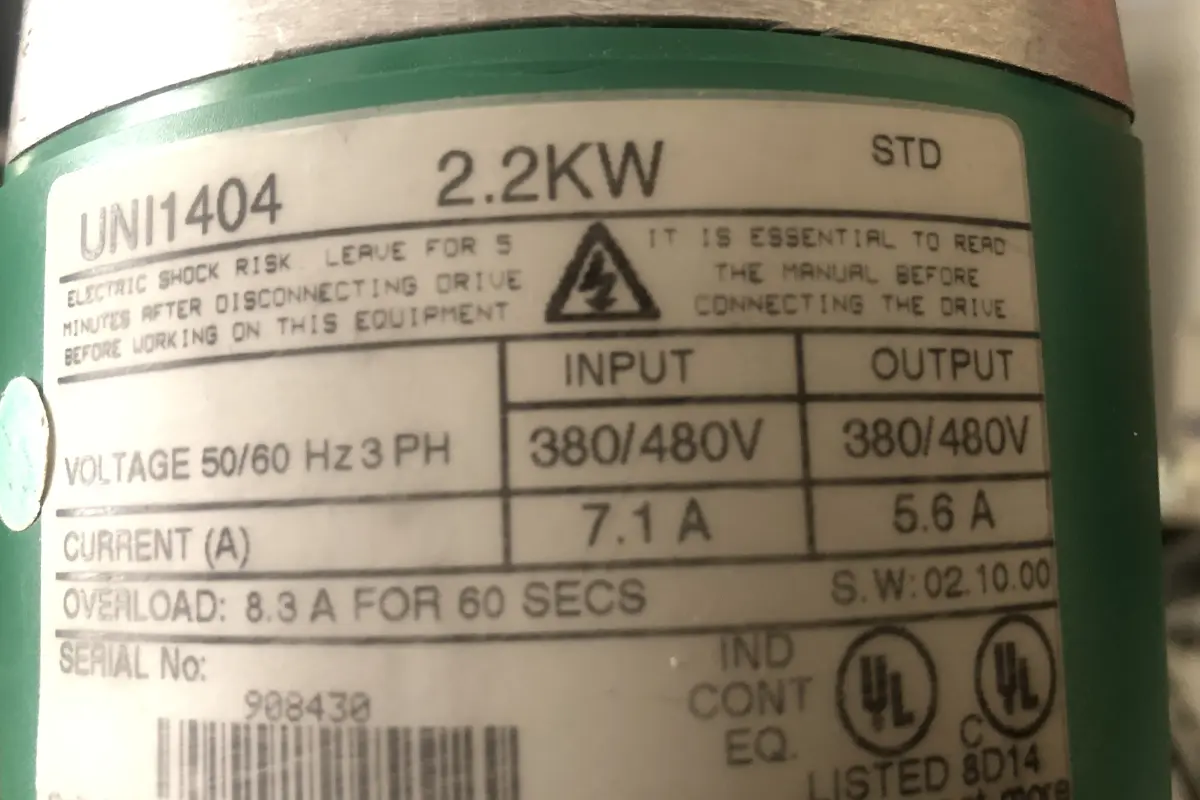 UNI1404 2.2KW STD
ELECTRIC SHOCK RISK LEAVE FOR 5
MINUTES AFTER DISCONNECTING DRIVE
BEFORE WORKING ON THIS EQUIPMENT
IT IS ESSENTIAL TO READ
THE MANUAL BEFORE
CONNECTING THE DRIVE
INPUT OUTPUT
VOLTAGE 50/60 Hz 3 PH 380/480V 380/480V
CURRENT (A) 7.1 A 5.6 A
OVERLOAD: 8.3 A FOR 60 SECS S.W:02.10.00
SERIAL No:
908430
IND
CONT
EQ.
UL
C UL
LISTED 8D14
more